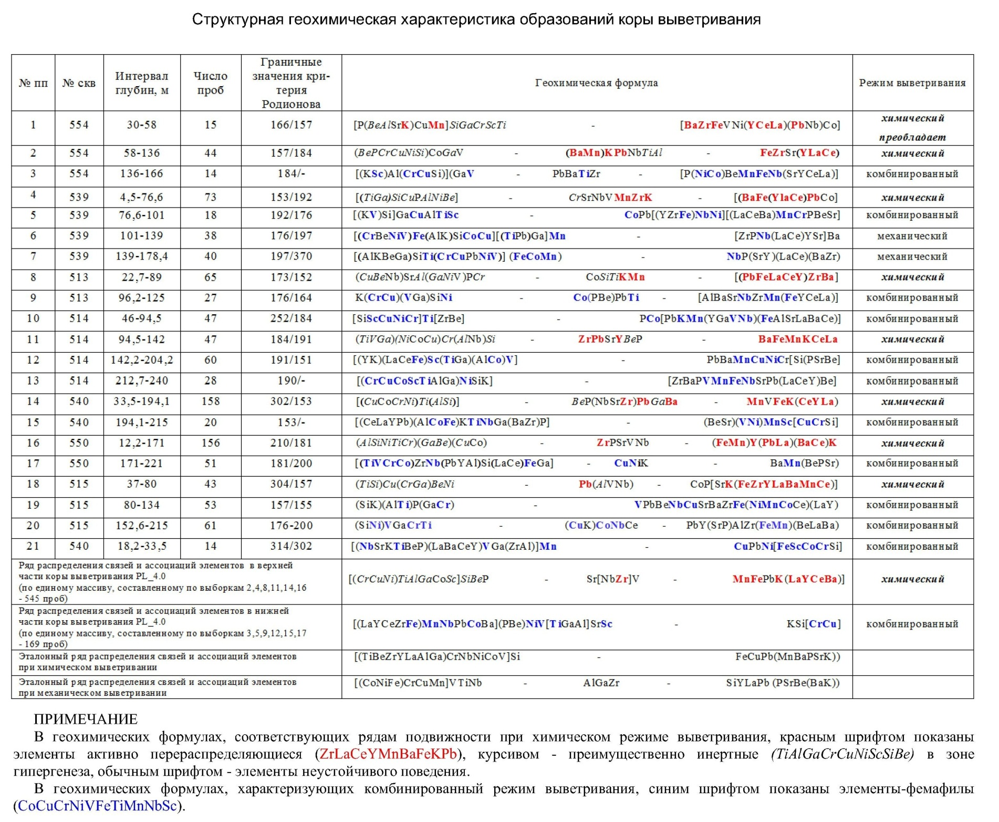 Структурная геохимическая характеристика образований коры выветривания
№ пп № скв Интервал глубин, м Число проб Граничные значения кри-терия Родионова Геохимическая формула Режим выветривания
1 554 30-58 15 166/157 [P(BeAlSrK)CuMn]SiGaCrScTi - [BaZrFeVNi(YCeLa)(PbNb)Co] химический преобладает
2 554 58-136 44 157/184 (BePCrCuNiSi)CoGaV - (BaMn)KPbNbTiAl - FeZrSr(YLaCe) химический
3 554 136-166 14 184/- [(KSc)Al(CrCuSi)](GaV - PbBaTiZr - [P(NiCo)BeMnFeNb(SrYCeLa)] комбинированный
4 539 4,5-76,6 73 153/192 [(TiGa)SiCuPAlNiBe] - CrSrNbVMnZrK - [(BaFe(YlaCe)PbCo] химический
5 539 76,6-101 18 192/176 [(KV)Si]GaCuAlTiSc - CoPb[(YZrFe)NbNi][(LaCeBa)MnCrPBeSr] комбинированный
6 539 101-139 38 176/197 [(CrBeNiV)Fe(AlK)SiCoCu][(TiPb)Ga]Mn - [ZrPNb(LaCe)YSr]Ba механический
7 539 139-178,4 40 197/370 [(AlKBeGa)SiTi(CrCuPbNiV)] (FeCoMn) - NbP(SrY)(LaCe)(BaZr) механический
8 513 22,7-89 65 173/152 (CuBeNb)SrAl(GaNiV)PCr - CoSiTiKMn - [(PbFeLaCeY)ZrBa] химический
9 513 96,2-125 27 176/164 K(CrCu)(VGa)SiNi - Co(PBe)PbTi - [AlBaSrNbZrMn(FeYCeLa)] комбинированный
10 514 46-94,5 47 252/184 [SiScCuNiCr]Ti[ZrBe] - PCo[PbKMn(YGaVNb)(FeAlSrLaBaCe)] комбинированный
11 514 94,5-142 47 184/191 (TiVGa)(NiCoCu)Cr(AlNb)Si - ZrPbSrYBeP - BaFeMnKCeLa химический
12 514 142,2-204,2 60 191/151 [(YK)(LaCeFe)Sc(TiGa)(AlCo)V] - PbBaMnCuNiCr[Si(PSrBe] комбинированный
13 514 212,7-240 28 190/- [(CrCuCoScTiAlGa)NiSiK] - [ZrBaPVMnFeNbSrPb(LaCeY)Be] комбинированный
14 540 33,5-194,1 158 302/153 [(CuCoCrNi)Ti(AlSi)] - BeP(NbSrZr)PbGaBa - MnVFeK(CeYLa) химический
15 540 194,1-215 20 153/- [(CeLaYPb)(AlCoFe)KTiNbGa(BaZr)P] - (BeSr)(VNi)MnSc[CuCrSi] комбинированный
16 550 12,2-171 156 210/181 (AlSiNiTiCr)(GaBe)(CuCo) - ZrPSrVNb - (FeMn)Y(PbLa)(BaCe)K химический
17 550 171-221 51 181/200 [(TiVCrCo)ZrNb(PbYAl)Si(LaCe)FeGa] - CuNiK - BaMn(BePSr) комбинированный
18 515 37-80 43 304/157 (TiSi)Cu(CrGa)BeNi - Pb(AlVNb) - CoP[SrK(FeZrYLaBaMnCe)] химический
19 515 80-134 53 157/155 (SiK)(AlTi)P(GaCr) - VPbBeNbCuSrBaZrFe(NiMnCoCe)(LaY) комбинированный
20 515 152,6-215 61 176-200 (SiNi)VGaCrTi - (CuK)CoNbCe - PbY(SrP)AlZr(FeMn)(BeLaBa) комбинированный
21 540 18,2-33,5 14 314/302 [(NbSrKTiBeP)(LaBaCeY)VGa(ZrAl)]Mn - CuPbNi[FeScCoCrSi] комбинированный
Ряд распределения связей и ассоциаций элементов в верхней
части коры выветривания PL_4.0
(по единому массиву, составленному по выборкам 2,4,8,11,14,16
- 545 проб)
[(CrCuNi)TiAlGaCoSc]SiBeP - Sr[NbZr]V - MnFePbK(LaYCeBa)] химический
Ряд распределения связей и ассоциаций элементов в нижней
части коры выветривания PL_4.0
(по единому массиву, составленному по выборкам 3,5,9,12,15,17
- 169 проб)
[(LaYCeZrFe)MnNbPbCoBa](PBe)NiV[TiGaAl]SrSc - KSi[CrCu] комбинированный
Эталонный ряд распределения связей и ассоциаций элементов
при химическом выветривании
[(TiBeZrYLaAlGa)CrNbNiCoV]Si - FeCuPb(MnBaPSrK))
Эталонный ряд распределения связей и ассоциаций элементов
при механическом выветривании
[(CoNiFe)CrCuMn]VTiNb - AlGaZr - SiYLaPb (PSrBe(BaK))
ПРИМЕЧАНИЕ
В геохимических формулах, соответствующих рядам подвижности при химическом режиме выветривания, красным шрифтом показаны
элементы активно перераспределяющиеся (ZrLaCeYMnBaFeKPb), курсивом - преимущественно инертные (TiAlGaCrCuNiScSiBe) в зоне
гипергенеза, обычным шрифтом - элементы неустойчивого поведения.
В геохимических формулах, характеризующих комбинированный режим выветривания, синим шрифтом показаны элементы-фемафилы
(CoCuCrNiVFeTiMnNbSc).